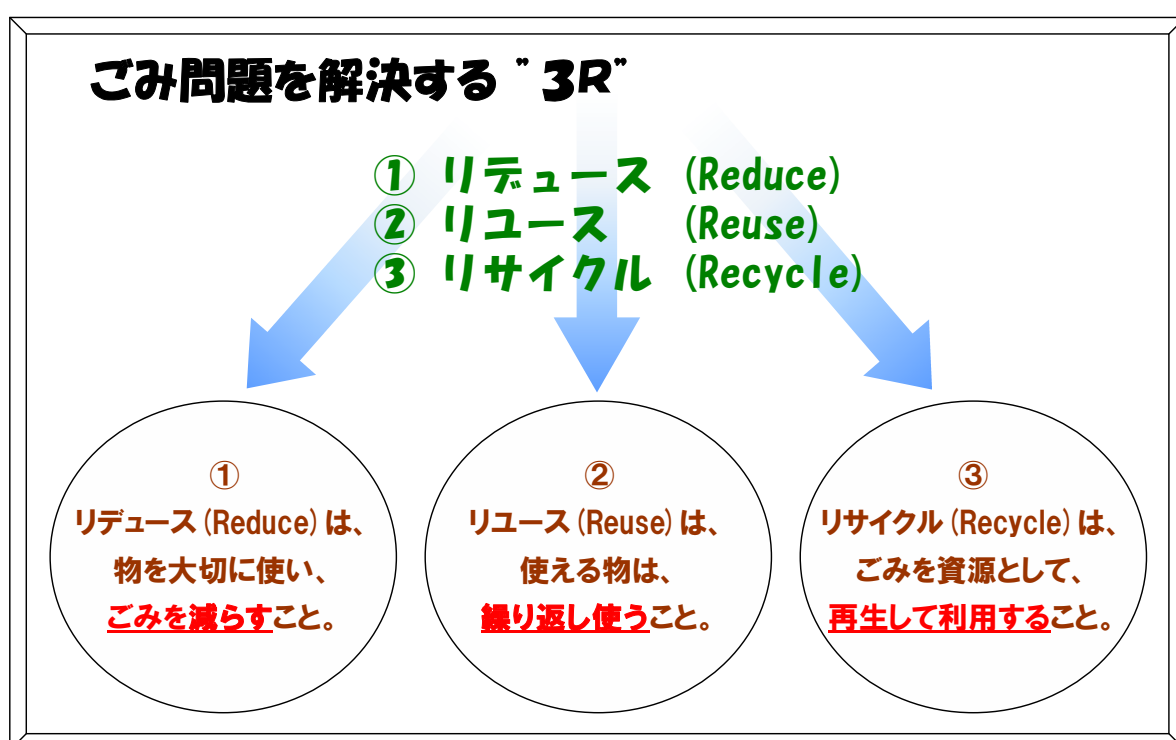 ごみ問題を解決する ”3R”
① リデュース (Reduce)
② リユース (Reuse)
③ リサイクル (Recycle)
①
リデュース(Reduce)は、
物を大切に使い、
ごみを減らすこと。
②
リユース(Reuse)は、
使える物は、
繰り返し使うこと。
③
リサイクル(Recycle)は、
ごみを資源として、
再生して利用すること。